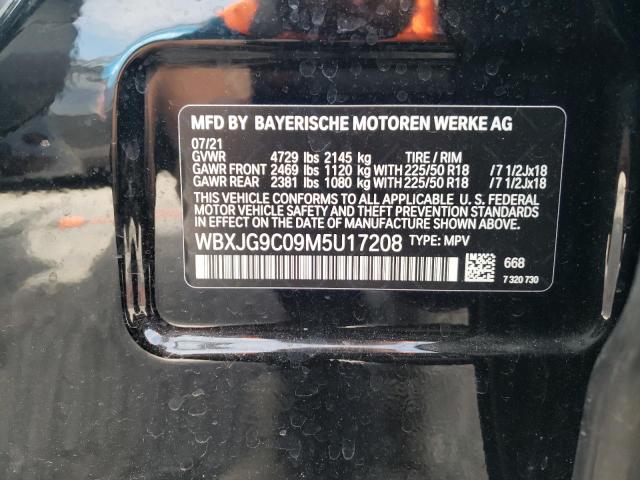 MFD BY BAYERISCHE MOTOREN WERKE AG
07/21
GVWR 4729 lbs 2145 kg TIRE / RIM
GAWR FRONT 2469 lbs 1120 kg WITH 225/50 R18 /7 1/2Jx18
GAWR REAR 2381 lbs 1080 kg WITH 225/50 R18 /7 1/2Jx18
THIS VEHICLE CONFORMS TO ALL APPLICABLE U. S. FEDERAL
MOTOR VEHICLE SAFETY AND THEFT PREVENTION STANDARDS
IN EFFECT ON THE DATE OF MANUFACTURE SHOWN ABOVE.
WBXJG9C09M5U17208 TYPE: MPV
668
7 320 730